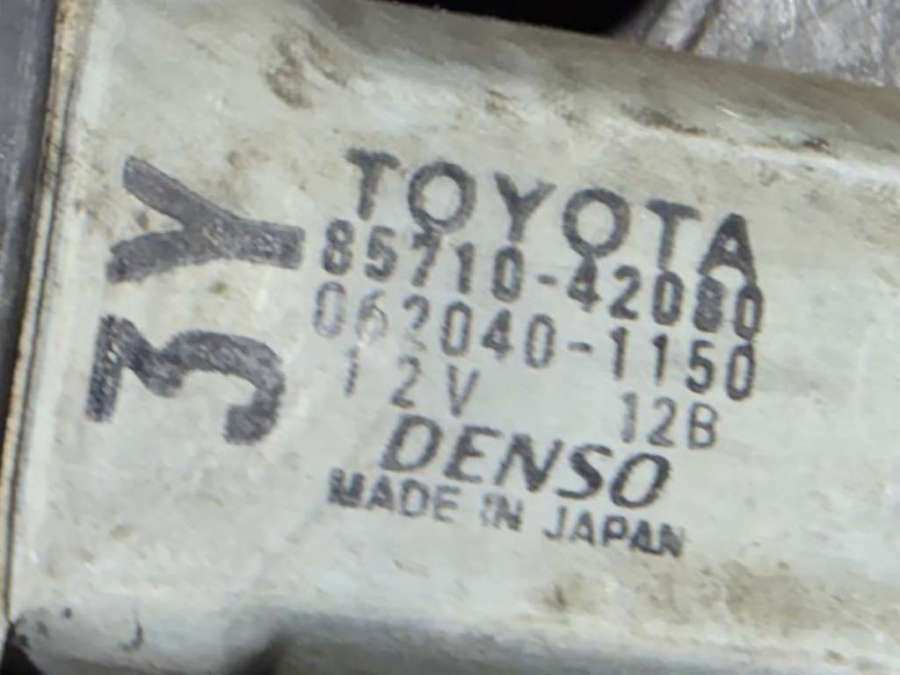 3Y
TOYOTA
85710-42080
062040-1150
12V 12B
DENSO
MADE IN JAPAN